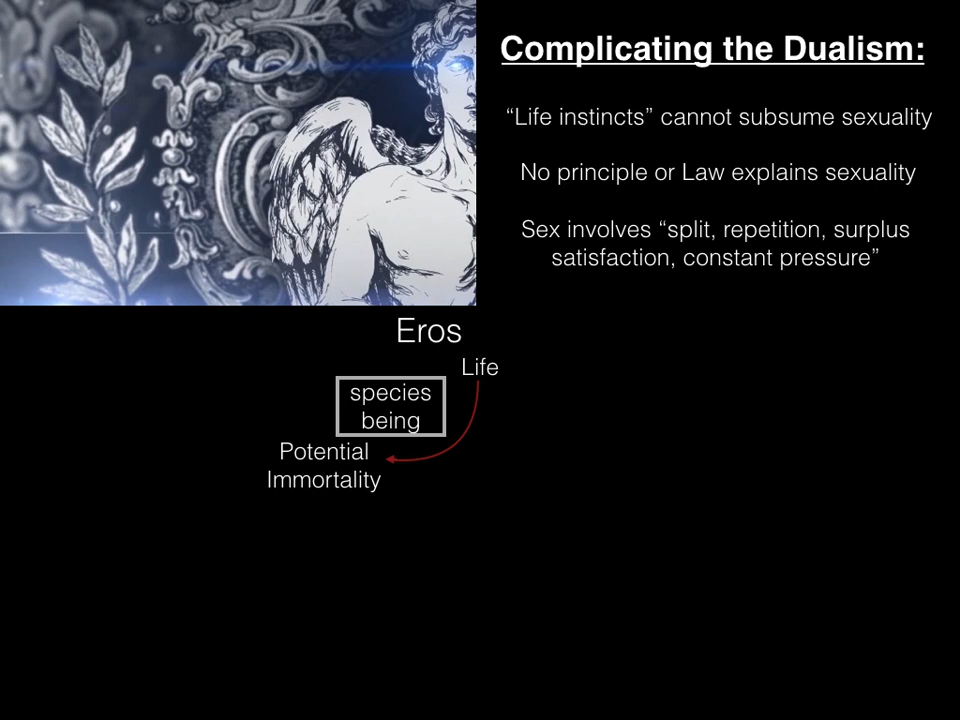 Complicating the Dualism:
“Life instincts” cannot subsume sexuality
No principle or Law explains sexuality
Sex involves “split, repetition, surplus
satisfaction, constant pressure”
Eros
Life
species
being
Potential
Immortality